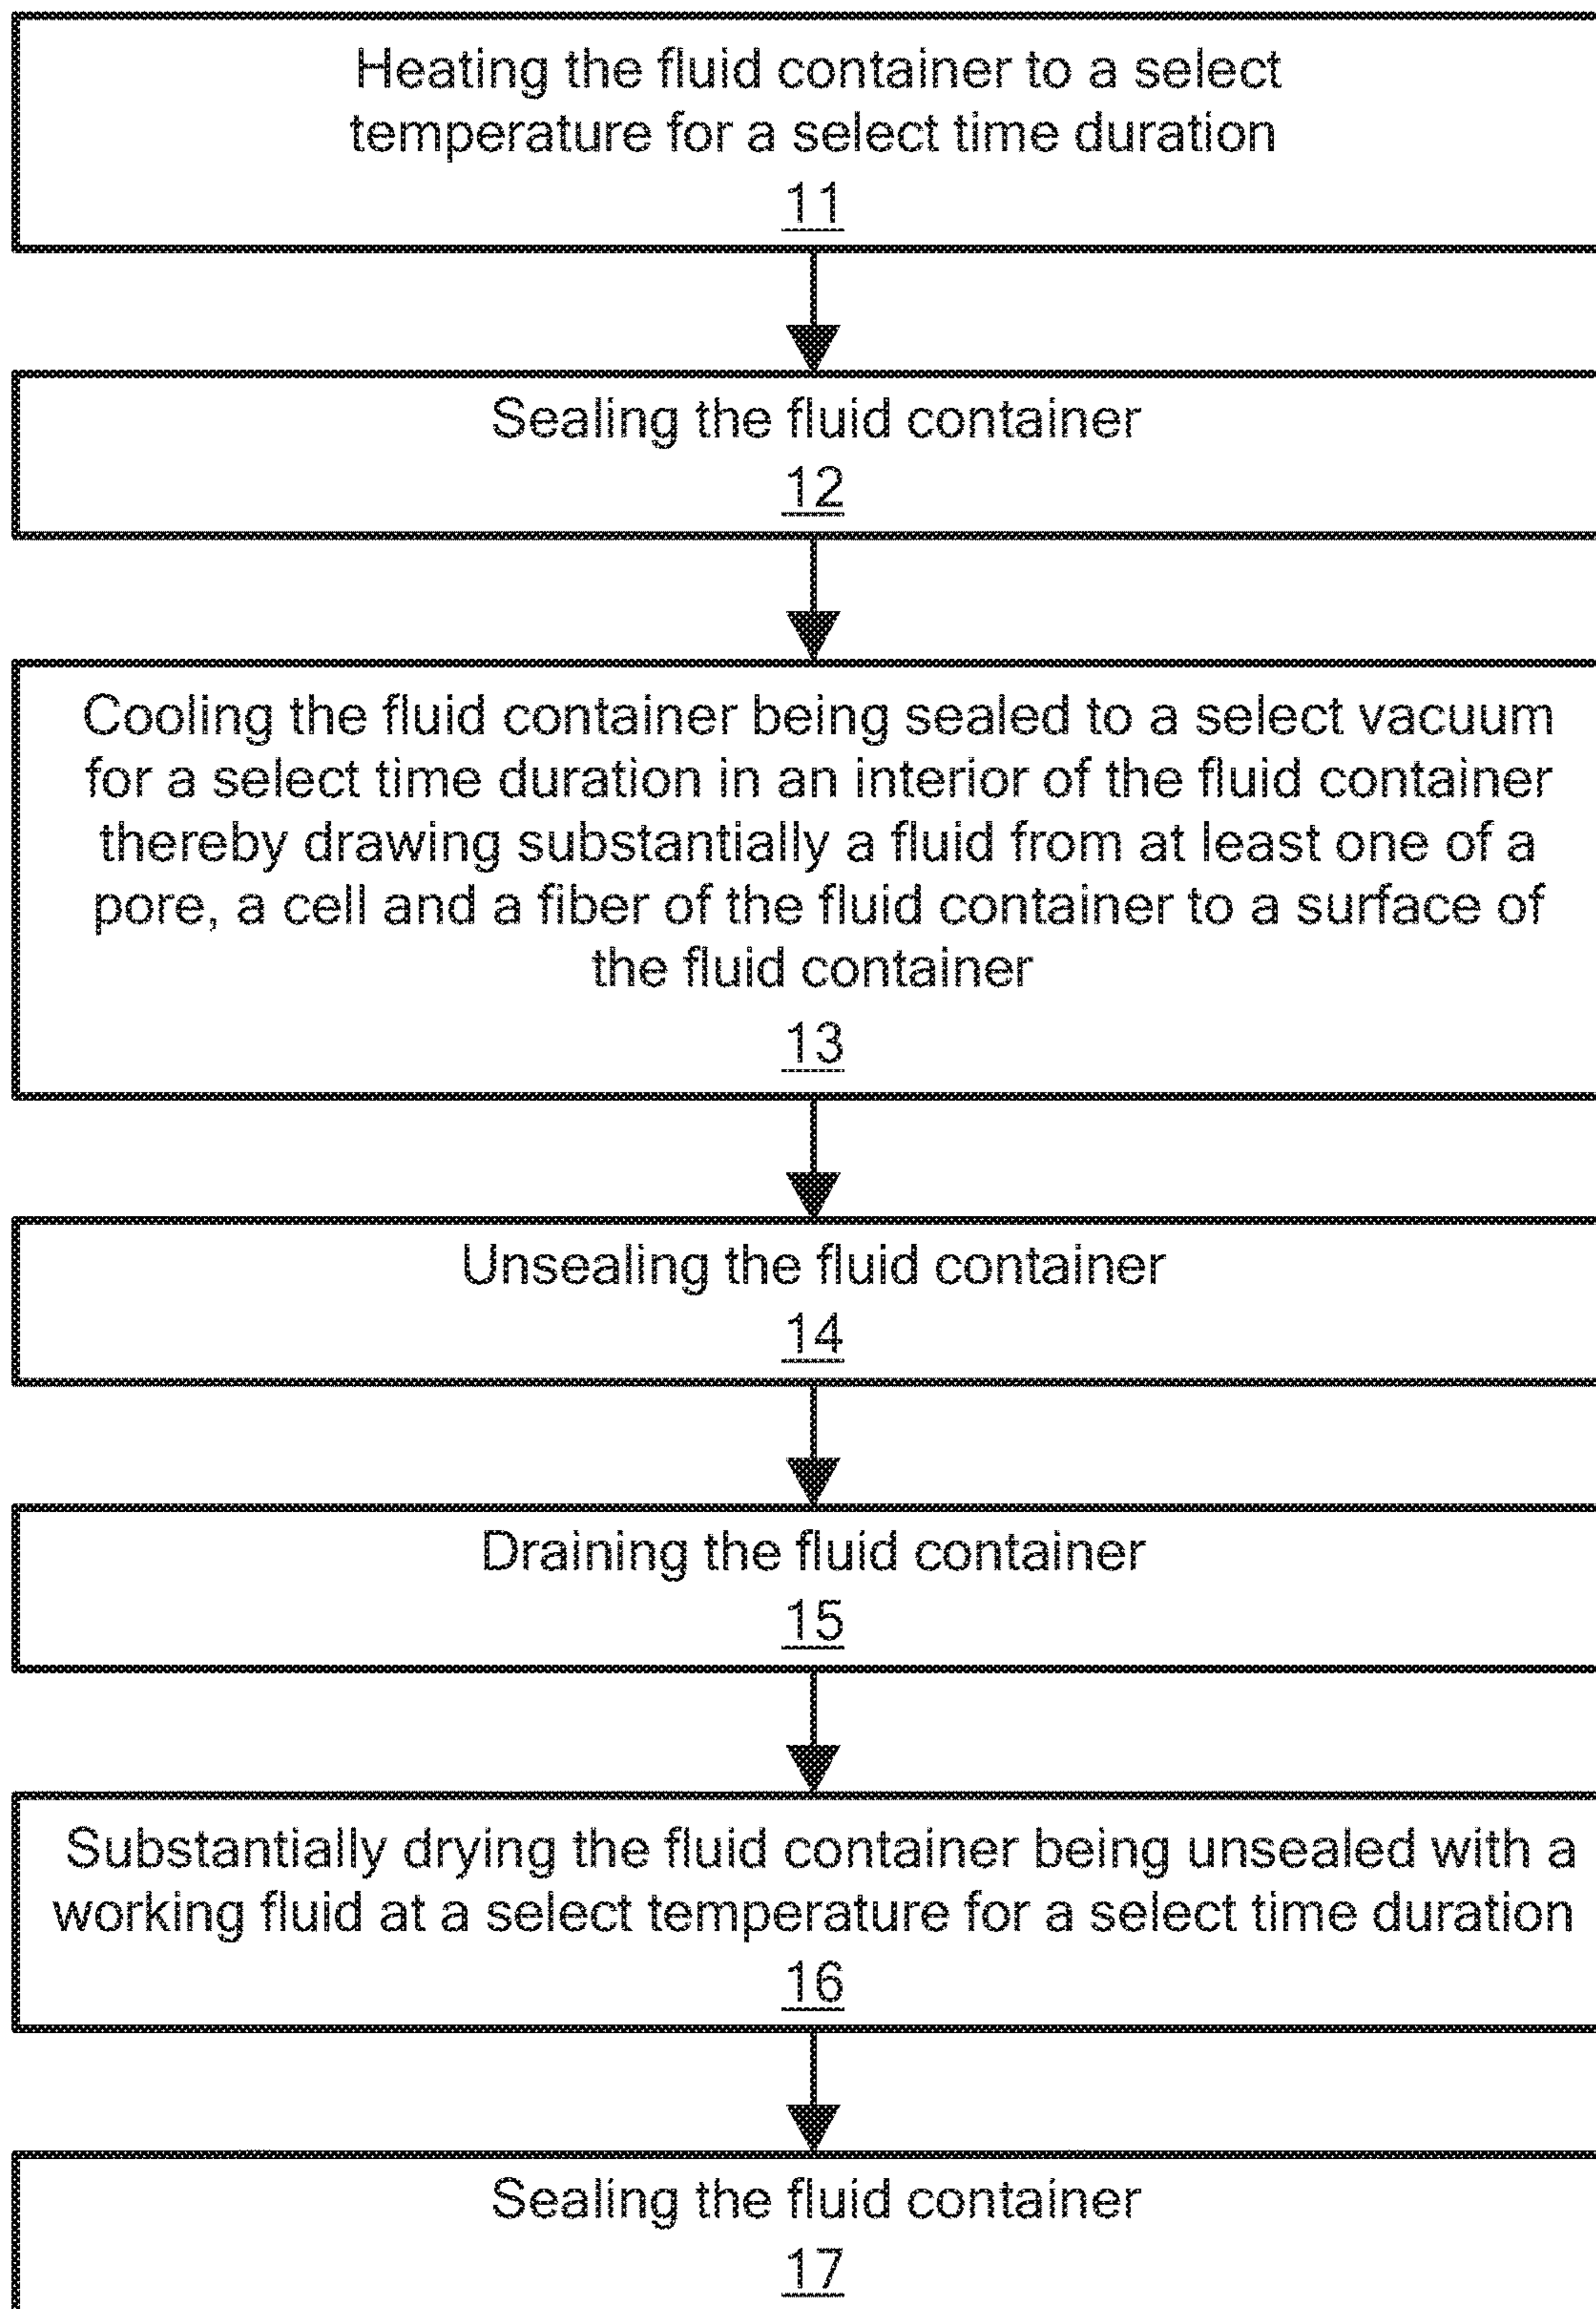 Heating the fluid container to a select
temperature for a select time duration
11
Sealing the fluid container
12
Cooling the fluid container being sealed to a select vacuum
for a select time duration in an interior of the fluid container
thereby drawing substantially a fluid from at least one of a
pore, a cell and a fiber of the fluid container to a surface of
the fluid container
13
Unsealing the fluid container
14
Draining the fluid container
15
Substantially drying the fluid container being unsealed with a
working fluid at a select temperature for a select time duration
16
Sealing the fluid container
17